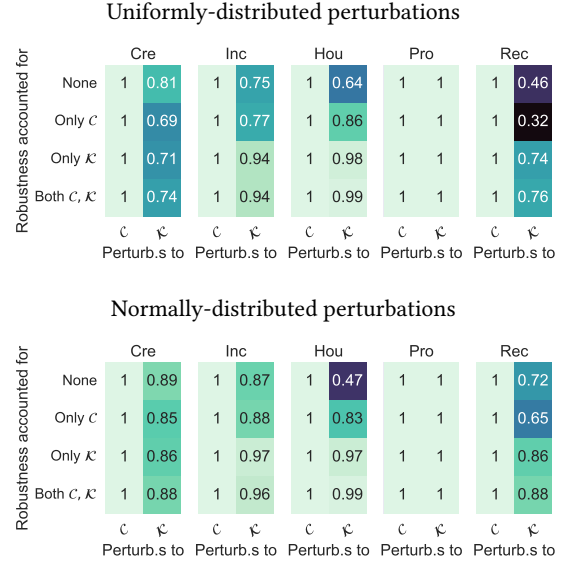 Uniformly-distributed perturbations
Cre Inc Hou Pro Rec
Robustness accounted for
None 1 0.81 1 0.75 1 0.64 1 1 1 0.46
Only 𝒞 1 0.69 1 0.77 1 0.86 1 1 1 0.32
Only 𝒦 1 0.71 1 0.94 1 0.98 1 1 1 0.74
Both 𝒞, 𝒦 1 0.74 1 0.94 1 0.99 1 1 1 0.76
𝒞 𝒦 𝒞 𝒦 𝒞 𝒦 𝒞 𝒦 𝒞 𝒦
Perturb.s to Perturb.s to Perturb.s to Perturb.s to Perturb.s to
Normally-distributed perturbations
Cre Inc Hou Pro Rec
Robustness accounted for
None 1 0.89 1 0.87 1 0.47 1 1 1 0.72
Only 𝒞 1 0.85 1 0.88 1 0.83 1 1 1 0.65
Only 𝒦 1 0.86 1 0.97 1 0.97 1 1 1 0.86
Both 𝒞, 𝒦 1 0.88 1 0.96 1 0.99 1 1 1 0.88
𝒞 𝒦 𝒞 𝒦 𝒞 𝒦 𝒞 𝒦 𝒞 𝒦
Perturb.s to Perturb.s to Perturb.s to Perturb.s to Perturb.s to